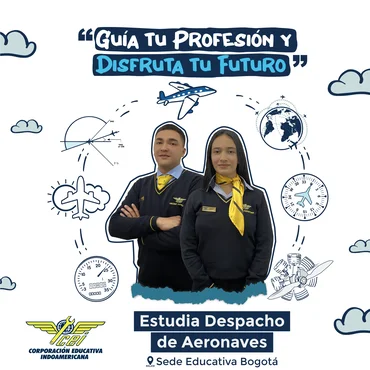 “GUÍA TU PROFESIÓN Y
DISFRUTA TU FUTURO”
CEI
CORPORACIÓN EDUCATIVA
INDOAMERICANA
Estudia Despacho
de Aeronaves
Sede Educativa Bogotá